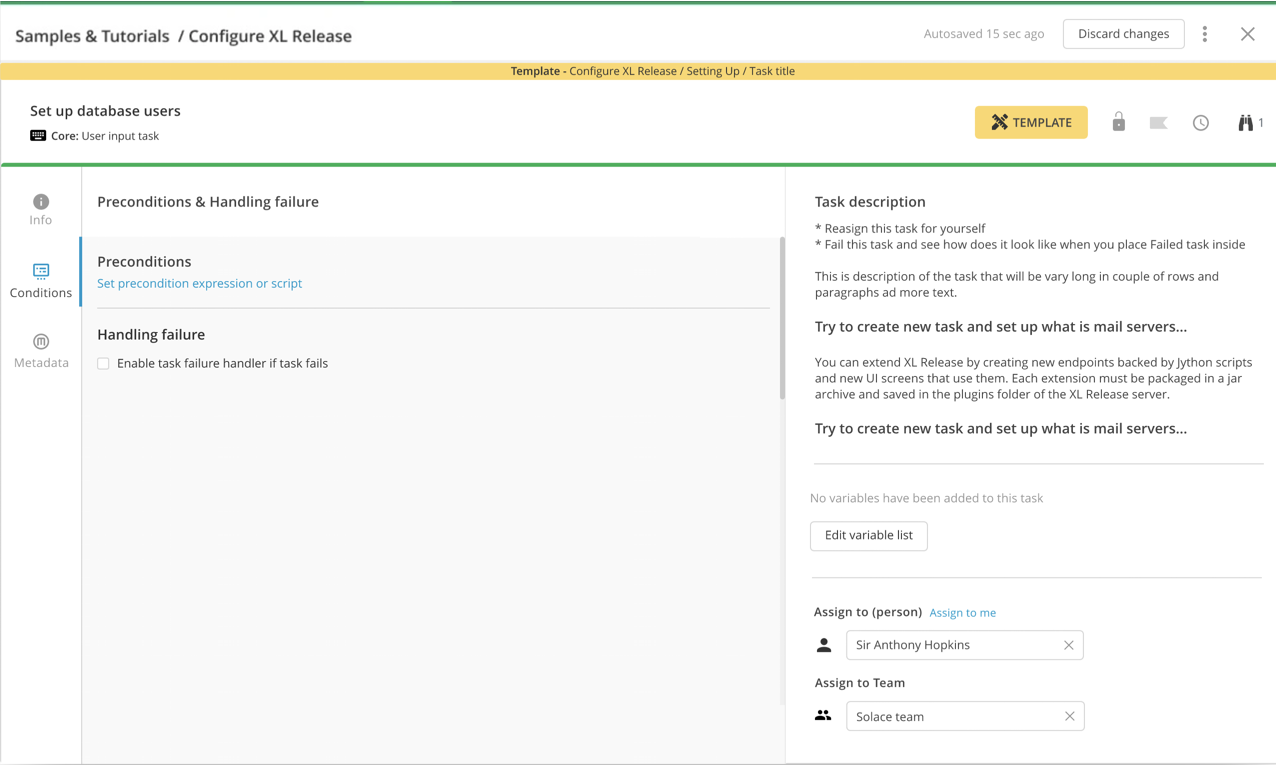 Samples & Tutorials / Configure XL Release
Autosaved 15 sec ago
Discard changes
Template - Configure XL Release / Setting Up / Task title
Set up database users
Core: User input task
TEMPLATE
1
Info
Conditions
Metadata
Preconditions & Handling failure
Preconditions
Set precondition expression or script
Handling failure
Enable task failure handler if task fails
Task description
* Reasign this task for yourself
* Fail this task and see how does it look like when you place Failed task inside
This is description of the task that will be vary long in couple of rows and
paragraphs ad more text.
Try to create new task and set up what is mail servers...
You can extend XL Release by creating new endpoints backed by Jython scripts
and new UI screens that use them. Each extension must be packaged in a jar
archive and saved in the plugins folder of the XL Release server.
Try to create new task and set up what is mail servers...
No variables have been added to this task
Edit variable list
Assign to (person) Assign to me
Sir Anthony Hopkins
Assign to Team
Solace team